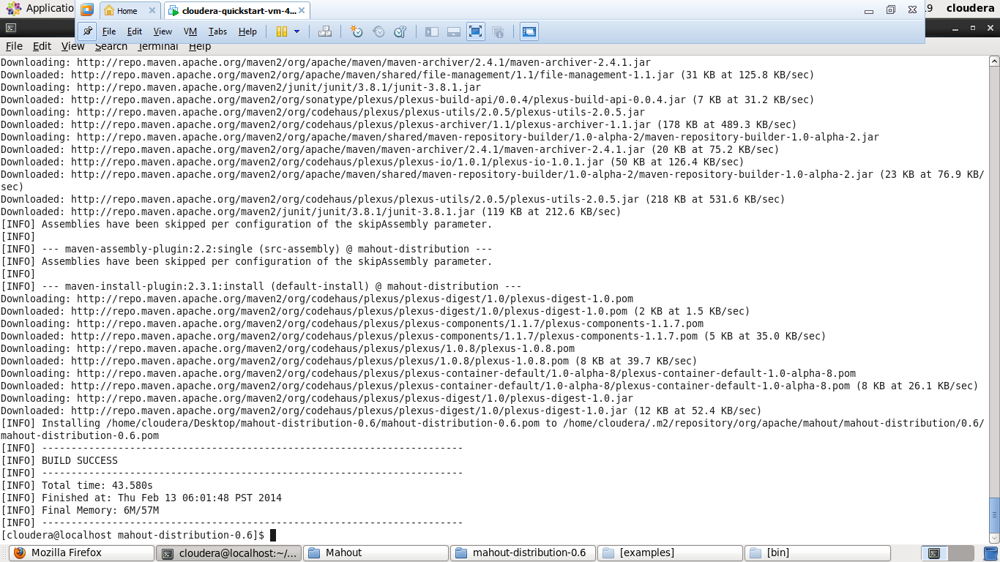 Applicatio
Home
cloudera-quickstart-vm-4...
19
cloudera
File Edit View VM Tabs Help
File Edit View Search Terminal Help
Downloading: http://repo.maven.apache.org/maven2/org/apache/maven/maven-archiver/2.4.1/maven-archiver-2.4.1.jar
Downloaded: http://repo.maven.apache.org/maven2/org/apache/maven/shared/file-management/1.1/file-management-1.1.jar (31 KB at 125.8 KB/sec)
Downloading: http://repo.maven.apache.org/maven2/junit/junit/3.8.1/junit-3.8.1.jar
Downloaded: http://repo.maven.apache.org/maven2/org/sonatype/plexus/plexus-build-api/0.0.4/plexus-build-api-0.0.4.jar (7 KB at 31.2 KB/sec)
Downloading: http://repo.maven.apache.org/maven2/org/codehaus/plexus/plexus-utils/2.0.5/plexus-utils-2.0.5.jar
Downloaded: http://repo.maven.apache.org/maven2/org/codehaus/plexus/plexus-archiver/1.1/plexus-archiver-1.1.jar (178 KB at 489.3 KB/sec)
Downloading: http://repo.maven.apache.org/maven2/org/apache/maven/shared/maven-repository-builder/1.0-alpha-2/maven-repository-builder-1.0-alpha-2.jar
Downloaded: http://repo.maven.apache.org/maven2/org/apache/maven/maven-archiver/2.4.1/maven-archiver-2.4.1.jar (20 KB at 75.2 KB/sec)
Downloaded: http://repo.maven.apache.org/maven2/org/codehaus/plexus/plexus-io/1.0.1/plexus-io-1.0.1.jar (50 KB at 126.4 KB/sec)
Downloaded: http://repo.maven.apache.org/maven2/org/apache/maven/shared/maven-repository-builder/1.0-alpha-2/maven-repository-builder-1.0-alpha-2.jar (23 KB at 76.9 KB/
sec)
Downloaded: http://repo.maven.apache.org/maven2/org/codehaus/plexus/plexus-utils/2.0.5/plexus-utils-2.0.5.jar (218 KB at 531.6 KB/sec)
Downloaded: http://repo.maven.apache.org/maven2/junit/junit/3.8.1/junit-3.8.1.jar (119 KB at 212.6 KB/sec)
[INFO] Assemblies have been skipped per configuration of the skipAssembly parameter.
[INFO]
[INFO] --- maven-assembly-plugin:2.2:single (src-assembly) @ mahout-distribution ---
[INFO] Assemblies have been skipped per configuration of the skipAssembly parameter.
[INFO]
[INFO] --- maven-install-plugin:2.3.1:install (default-install) @ mahout-distribution ---
Downloading: http://repo.maven.apache.org/maven2/org/codehaus/plexus/plexus-digest/1.0/plexus-digest-1.0.pom
Downloaded: http://repo.maven.apache.org/maven2/org/codehaus/plexus/plexus-digest/1.0/plexus-digest-1.0.pom (2 KB at 1.5 KB/sec)
Downloading: http://repo.maven.apache.org/maven2/org/codehaus/plexus/plexus-components/1.1.7/plexus-components-1.1.7.pom
Downloaded: http://repo.maven.apache.org/maven2/org/codehaus/plexus/plexus-components/1.1.7/plexus-components-1.1.7.pom (5 KB at 35.0 KB/sec)
Downloading: http://repo.maven.apache.org/maven2/org/codehaus/plexus/plexus/1.0.8/plexus-1.0.8.pom
Downloaded: http://repo.maven.apache.org/maven2/org/codehaus/plexus/plexus/1.0.8/plexus-1.0.8.pom (8 KB at 39.7 KB/sec)
Downloading: http://repo.maven.apache.org/maven2/org/codehaus/plexus/plexus-container-default/1.0-alpha-8/plexus-container-default-1.0-alpha-8.pom
Downloaded: http://repo.maven.apache.org/maven2/org/codehaus/plexus/plexus-container-default/1.0-alpha-8/plexus-container-default-1.0-alpha-8.pom (8 KB at 26.1 KB/sec)
Downloading: http://repo.maven.apache.org/maven2/org/codehaus/plexus/plexus-digest/1.0/plexus-digest-1.0.jar
Downloaded: http://repo.maven.apache.org/maven2/org/codehaus/plexus/plexus-digest/1.0/plexus-digest-1.0.jar (12 KB at 52.4 KB/sec)
[INFO] Installing /home/cloudera/Desktop/mahout-distribution-0.6/mahout-distribution-0.6.pom to /home/cloudera/.m2/repository/org/apache/mahout/mahout-distribution/0.6/
mahout-distribution-0.6.pom
[INFO] ------------------------------------------------------------------------
[INFO] BUILD SUCCESS
[INFO] ------------------------------------------------------------------------
[INFO] Total time: 43.580s
[INFO] Finished at: Thu Feb 13 06:01:48 PST 2014
[INFO] Final Memory: 6M/57M
[INFO] ------------------------------------------------------------------------
[cloudera@localhost mahout-distribution-0.6]$
Mozilla Firefox
cloudera@localhost:~/...
Mahout
mahout-distribution-0.6
[examples]
[bin]